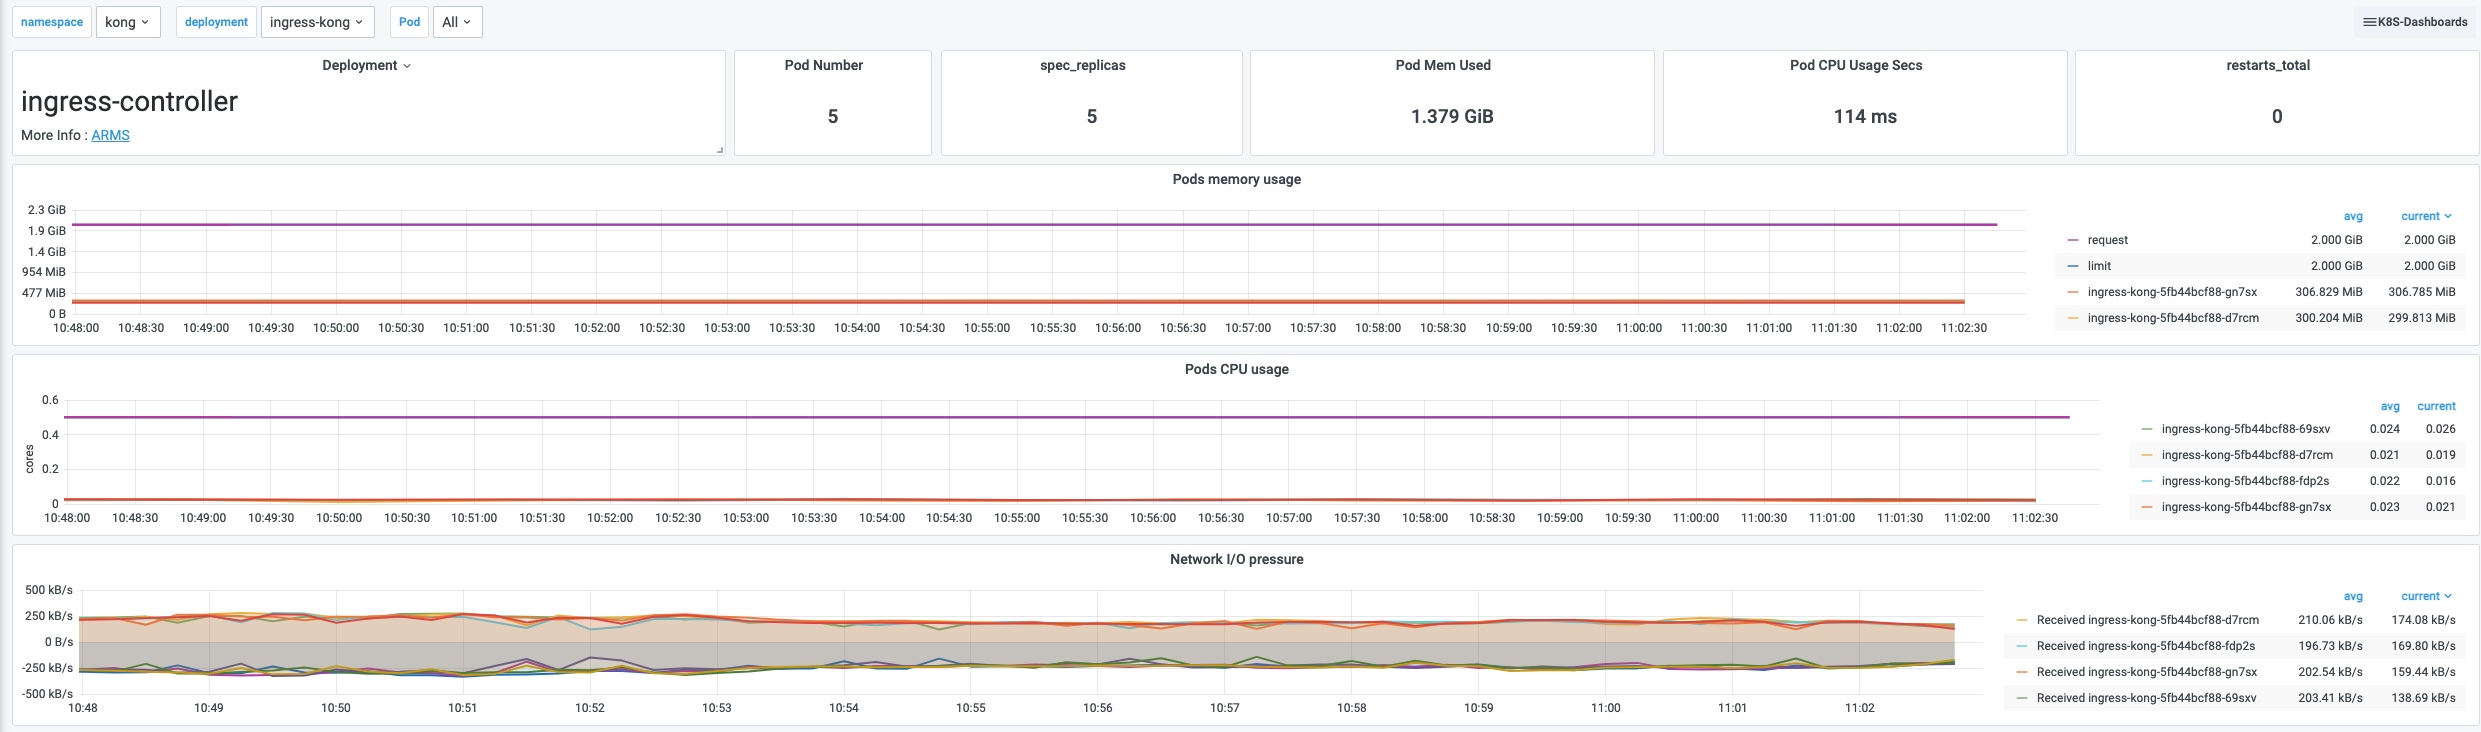 namespace kong deployment ingress-kong Pod All K8S-Dashboards
Deployment Pod Number spec_replicas Pod Mem Used Pod CPU Usage Secs restarts_total
ingress-controller
5 5 1.379 GiB 114 ms 0
More Info : ARMS
Pods memory usage
2.3 GiB
1.9 GiB
1.4 GiB
954 MiB
477 MiB
0 B
10:48:00 10:48:30 10:49:00 10:49:30 10:50:00 10:50:30 10:51:00 10:51:30 10:52:00 10:52:30 10:53:00 10:53:30 10:54:00 10:54:30 10:55:00 10:55:30 10:56:00 10:56:30 10:57:00 10:57:30 10:58:00 10:58:30 10:59:00 10:59:30 11:00:00 11:00:30 11:01:00 11:01:30 11:02:00 11:02:30
avg current
request 2.000 GiB 2.000 GiB
limit 2.000 GiB 2.000 GiB
ingress-kong-5fb44bcf88-gn7sx 306.829 MiB 306.785 MiB
ingress-kong-5fb44bcf88-d7rcm 300.204 MiB 299.813 MiB
Pods CPU usage
cores
0.6
0.4
0.2
0
10:48:00 10:48:30 10:49:00 10:49:30 10:50:00 10:50:30 10:51:00 10:51:30 10:52:00 10:52:30 10:53:00 10:53:30 10:54:00 10:54:30 10:55:00 10:55:30 10:56:00 10:56:30 10:57:00 10:57:30 10:58:00 10:58:30 10:59:00 10:59:30 11:00:00 11:00:30 11:01:00 11:01:30 11:02:00 11:02:30
avg current
ingress-kong-5fb44bcf88-69sxv 0.024 0.026
ingress-kong-5fb44bcf88-d7rcm 0.021 0.019
ingress-kong-5fb44bcf88-fdp2s 0.022 0.016
ingress-kong-5fb44bcf88-gn7sx 0.023 0.021
Network I/O pressure
500 kB/s
250 kB/s
0 B/s
-250 kB/s
-500 kB/s
10:48 10:49 10:50 10:51 10:52 10:53 10:54 10:55 10:56 10:57 10:58 10:59 11:00 11:01 11:02
avg current
Received ingress-kong-5fb44bcf88-d7rcm 210.06 kB/s 174.08 kB/s
Received ingress-kong-5fb44bcf88-fdp2s 196.73 kB/s 169.80 kB/s
Received ingress-kong-5fb44bcf88-gn7sx 202.54 kB/s 159.44 kB/s
Received ingress-kong-5fb44bcf88-69sxv 203.41 kB/s 138.69 kB/s